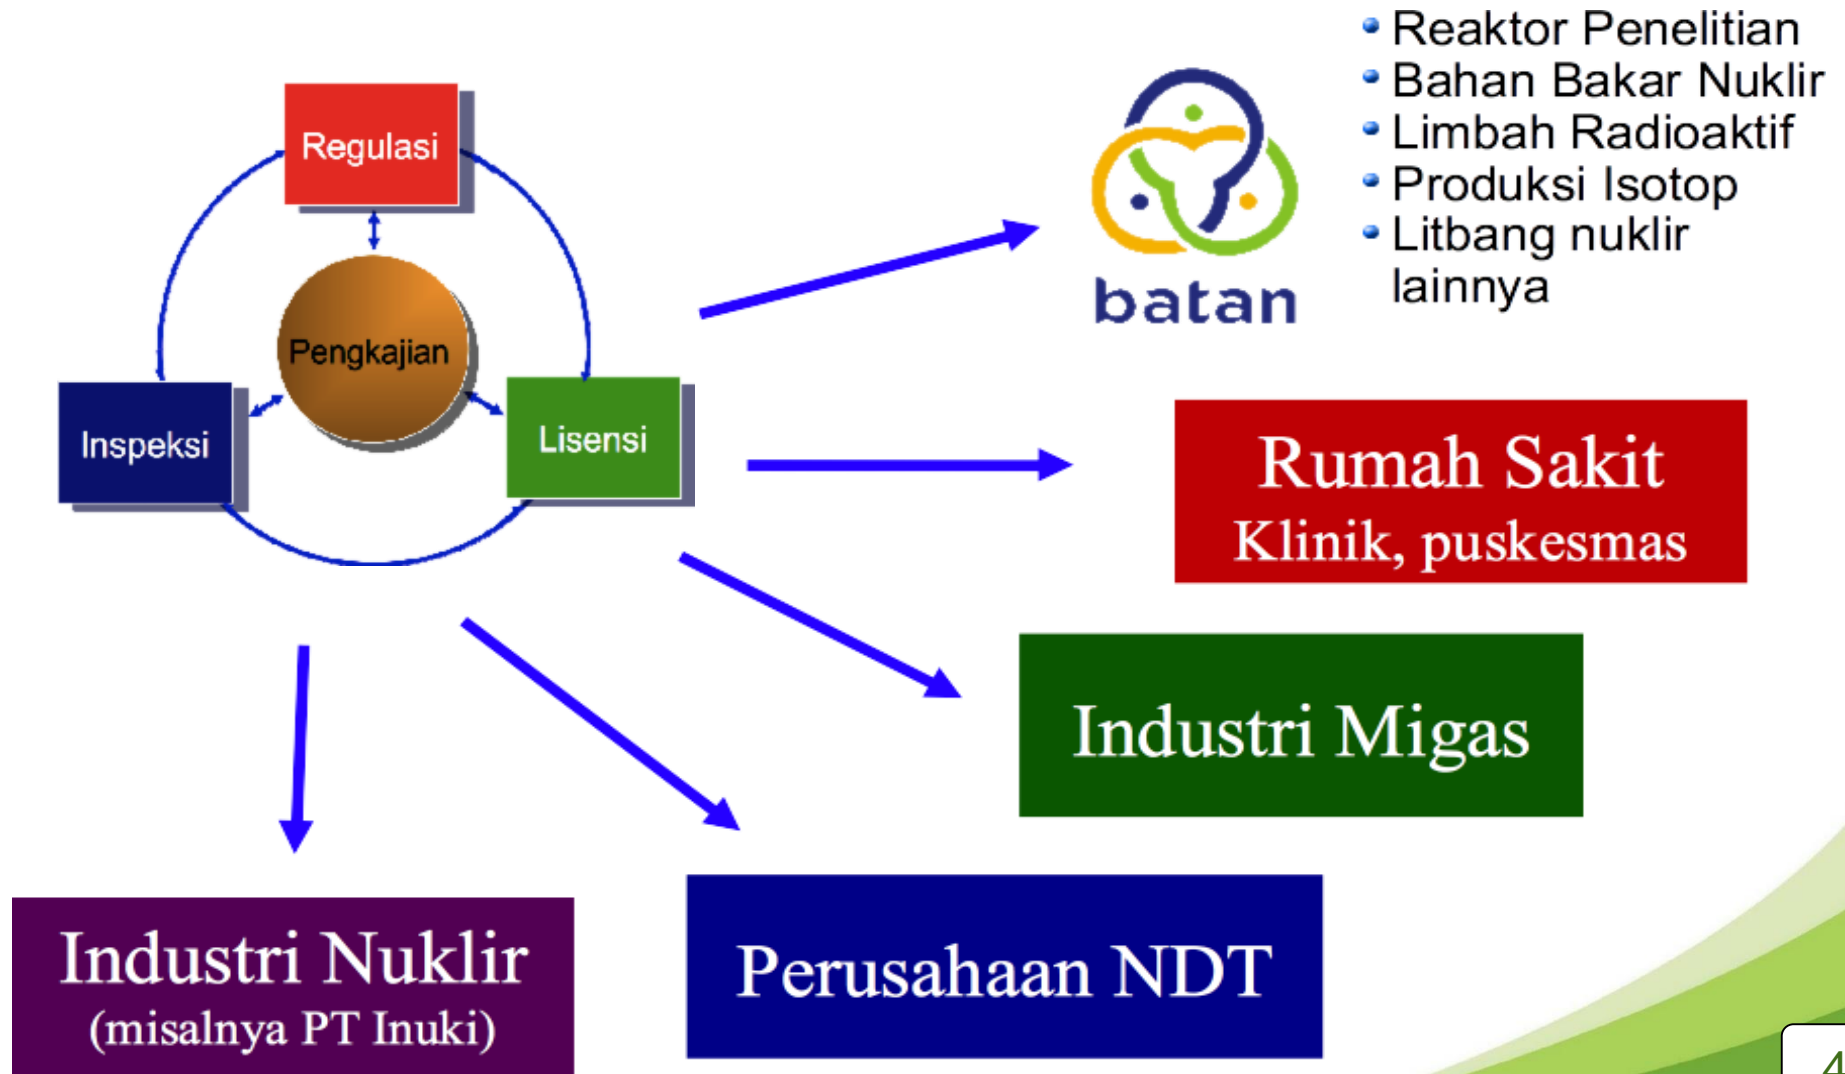 Regulasi
Pengkajian
Inspeksi
Lisensi
batan
Reaktor Penelitian
Bahan Bakar Nuklir
Limbah Radioaktif
Produksi Isotop
Litbang nuklir
lainnya
Rumah Sakit
Klinik, puskesmas
Industri Migas
Perusahaan NDT
Industri Nuklir
(misalnya PT Inuki)
4